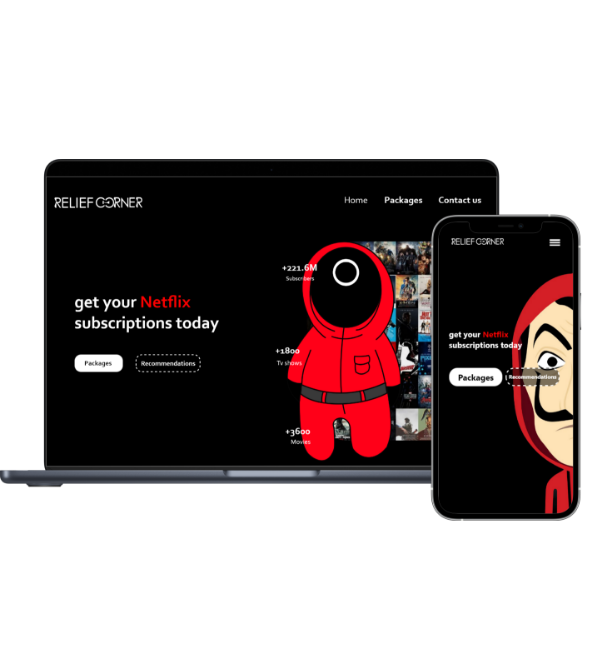 RELIEF CORNER
Home Packages Contact us
+221.6M
Subscribers
get your Netflix
subscriptions today
Packages Recommendations
+1800
Tv shows
+3600
Movies
RELIEF CORNER
get your Netflix
subscriptions today
Packages Recommendations